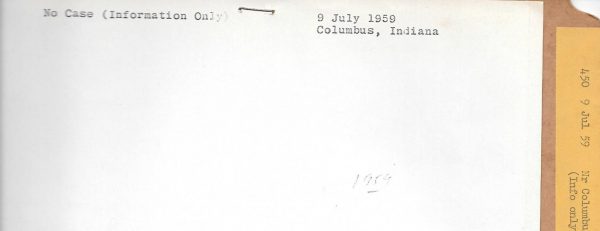 No Case (Information Only)
9 July 1959
Columbus, Indiana
1959
450 9 Jul 59 Nr Columbu
(Info only